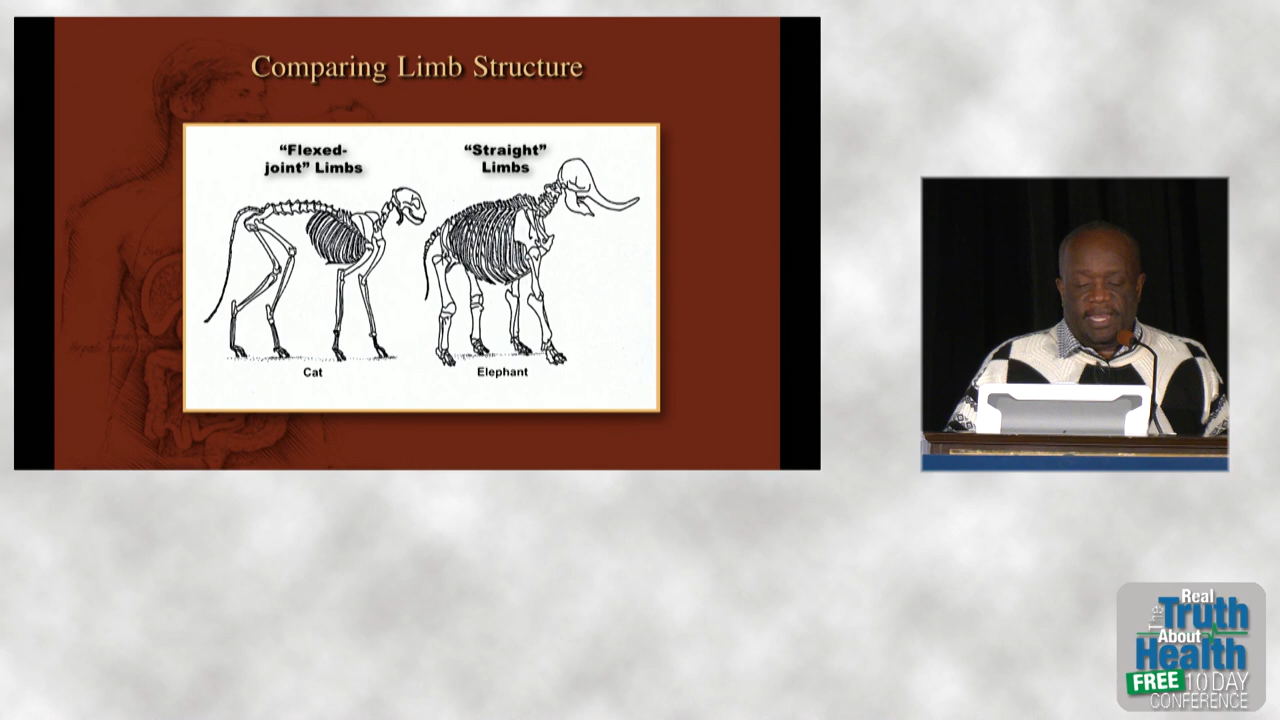 Comparing Limb Structure
“Flexed-
joint” Limbs
“Straight”
Limbs
Cat
Elephant
The
Real
Truth
About
Health
FREE 10 DAY
CONFERENCE